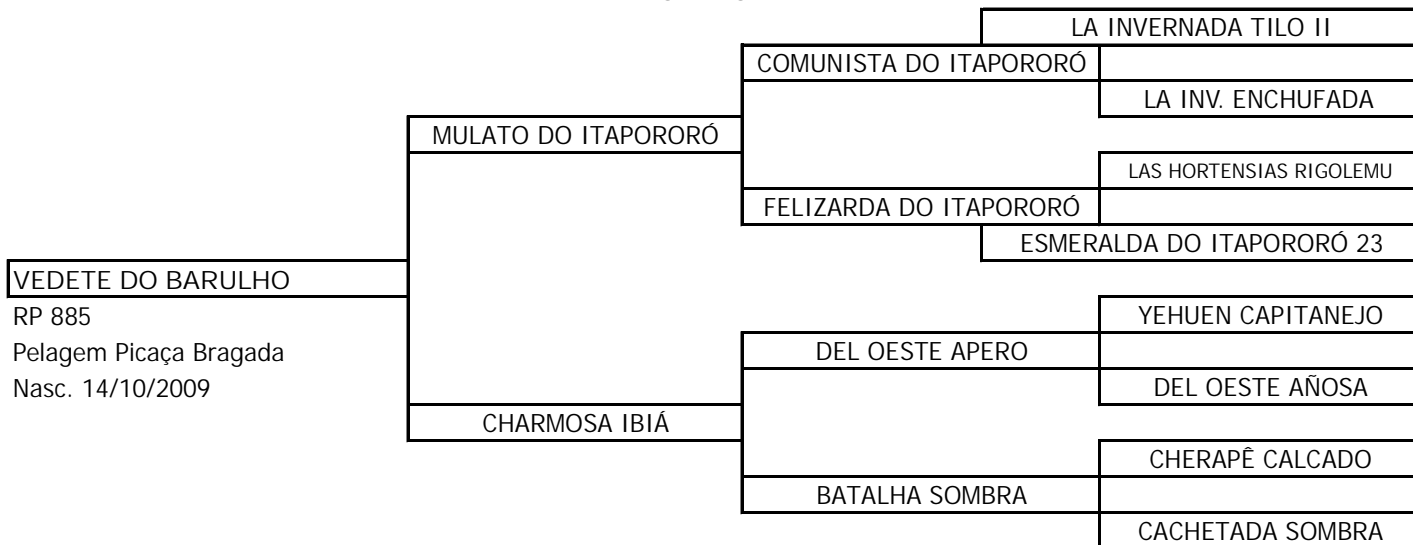 LA INVERNADA TILO II
COMUNISTA DO ITAPORORÓ
LA INV. ENCHUFADA
MULATO DO ITAPORORÓ
LAS HORTENSIAS RIGOLEMU
FELIZARDA DO ITAPORORÓ
ESMERALDA DO ITAPORORÓ 23
VEDETE DO BARULHO
RP 885
YEHUEN CAPITANEJO
Pelagem Picaça Bragada
DEL OESTE APERO
Nasc. 14/10/2009
DEL OESTE AÑOSA
CHARMOSA IBIÁ
CHERAPÊ CALCADO
BATALHA SOMBRA
CACHETADA SOMBRA